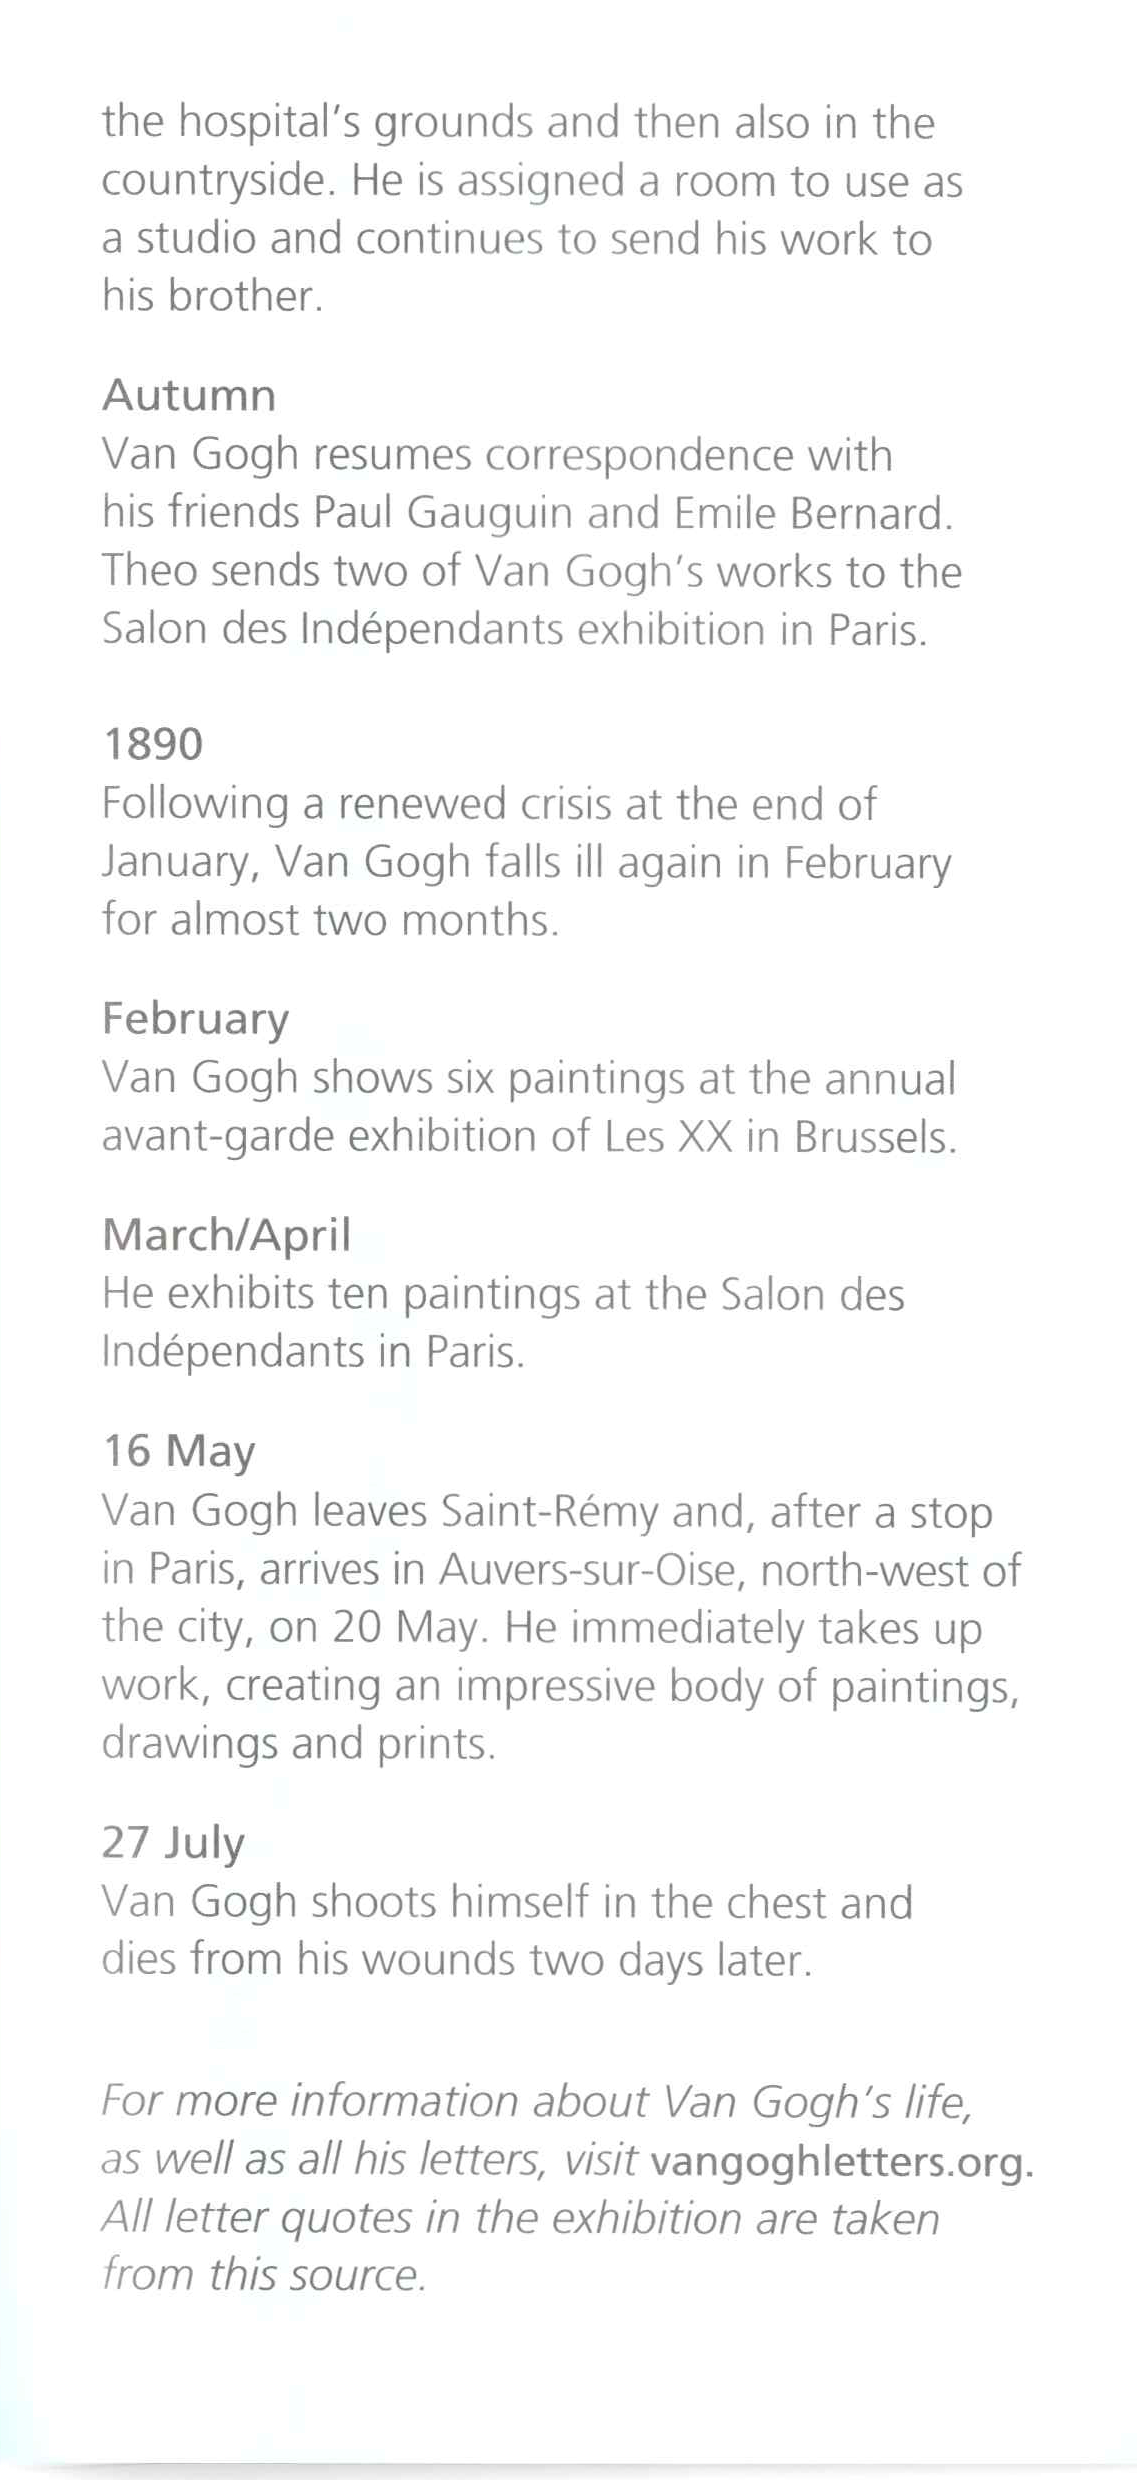 the hospital's grounds and then also in the
countryside. He is assigned a room to use as
a studio and continues to send his work to
his brother.
Autumn
Van Gogh resumes correspondence with
his friends Paul Gauguin and Emile Bernard.
Theo sends two of Van Gogh's works to the
Salon des Indépendants exhibition in Paris.
1890
Following a renewed crisis at the end of
January, Van Gogh falls ill again in February
for almost two months.
February
Van Gogh shows six paintings at the annual
avant-garde exhibition of Les XX in Brussels.
March/April
He exhibits ten paintings at the Salon des
Indépendants in Paris.
16 May
Van Gogh leaves Saint-Rémy and, after a stop
in Paris, arrives in Auvers-sur-Oise, north-west of
the city, on 20 May. He immediately takes up
work, creating an impressive body of paintings,
drawings and prints.
27 July
Van Gogh shoots himself in the chest and
dies from his wounds two days later.
For more information about Van Gogh's life,
as well as all his letters, visit vangoghletters.org.
All letter quotes in the exhibition are taken
from this source.